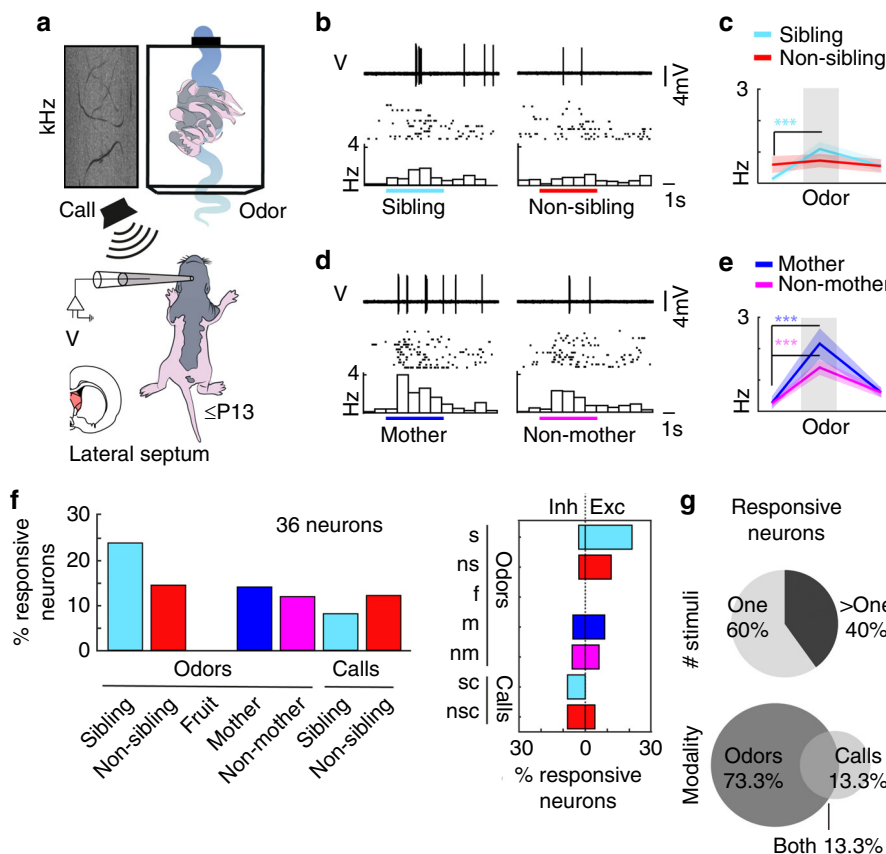 a
kHz
Call
Odor
V
≤P13
Lateral septum
b
V
4mV
4
Hz
1s
Sibling
Non-sibling
c
Sibling
Non-sibling
3
***
Hz
Odor
d
V
4mV
4
Hz
1s
Mother
Non-mother
e
Mother
Non-mother
3
***
***
Hz
Odor
f
% responsive
neurons
30
20
10
0
36 neurons
Odors
Calls
Sibling
Non-sibling
Fruit
Mother
Non-mother
Sibling
Non-sibling
Inh Exc
Odors
Calls
s
ns
f
m
nm
sc
nsc
30 0 30
% responsive
neurons
g
Responsive
neurons
# stimuli
One
60%
>One
40%
Modality
Odors
73.3%
Calls
13.3%
Both 13.3%